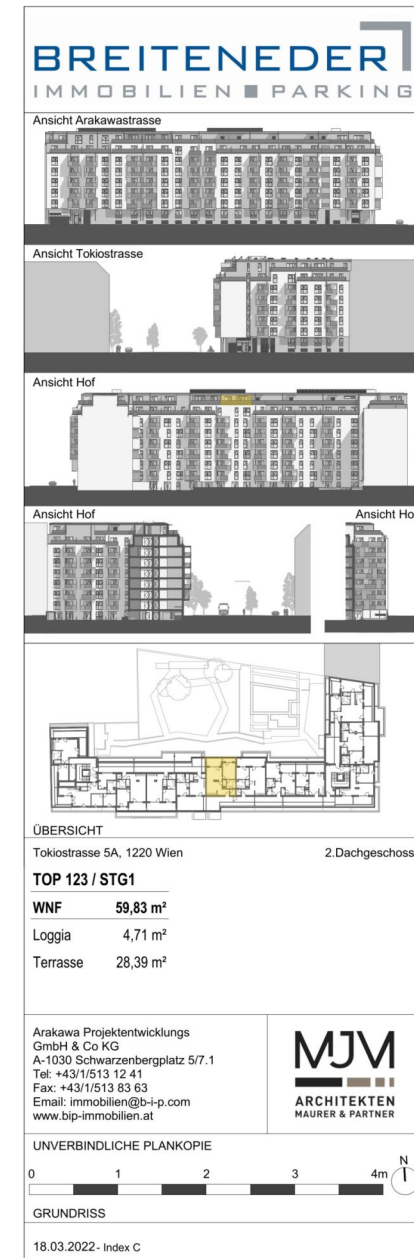 BREITENEDER
IMMOBILIEN PARKING
Ansicht Arakawastrasse
Ansicht Tokiostrasse
Ansicht Hof
Ansicht Hof
Ansicht Ho
ÜBERSICHT
Tokiostrasse 5A, 1220 Wien
2.Dachgeschoss
TOP 123 / STG1
WNF 59,83 m²
Loggia 4,71 m²
Terrasse 28,39 m²
Arakawa Projektentwicklungs
GmbH & Co KG
A-1030 Schwarzenbergplatz 5/7.1
Tel: +43/1/513 12 41
Fax: +43/1/513 83 63
Email: immobilien@b-i-p.com
www.bip-immobilien.at
MJM
ARCHITEKTEN
MAURER & PARTNER
UNVERBINDLICHE PLANKOPIE
0 1 2 3 4m
N
GRUNDRISS
18.03.2022 - Index C